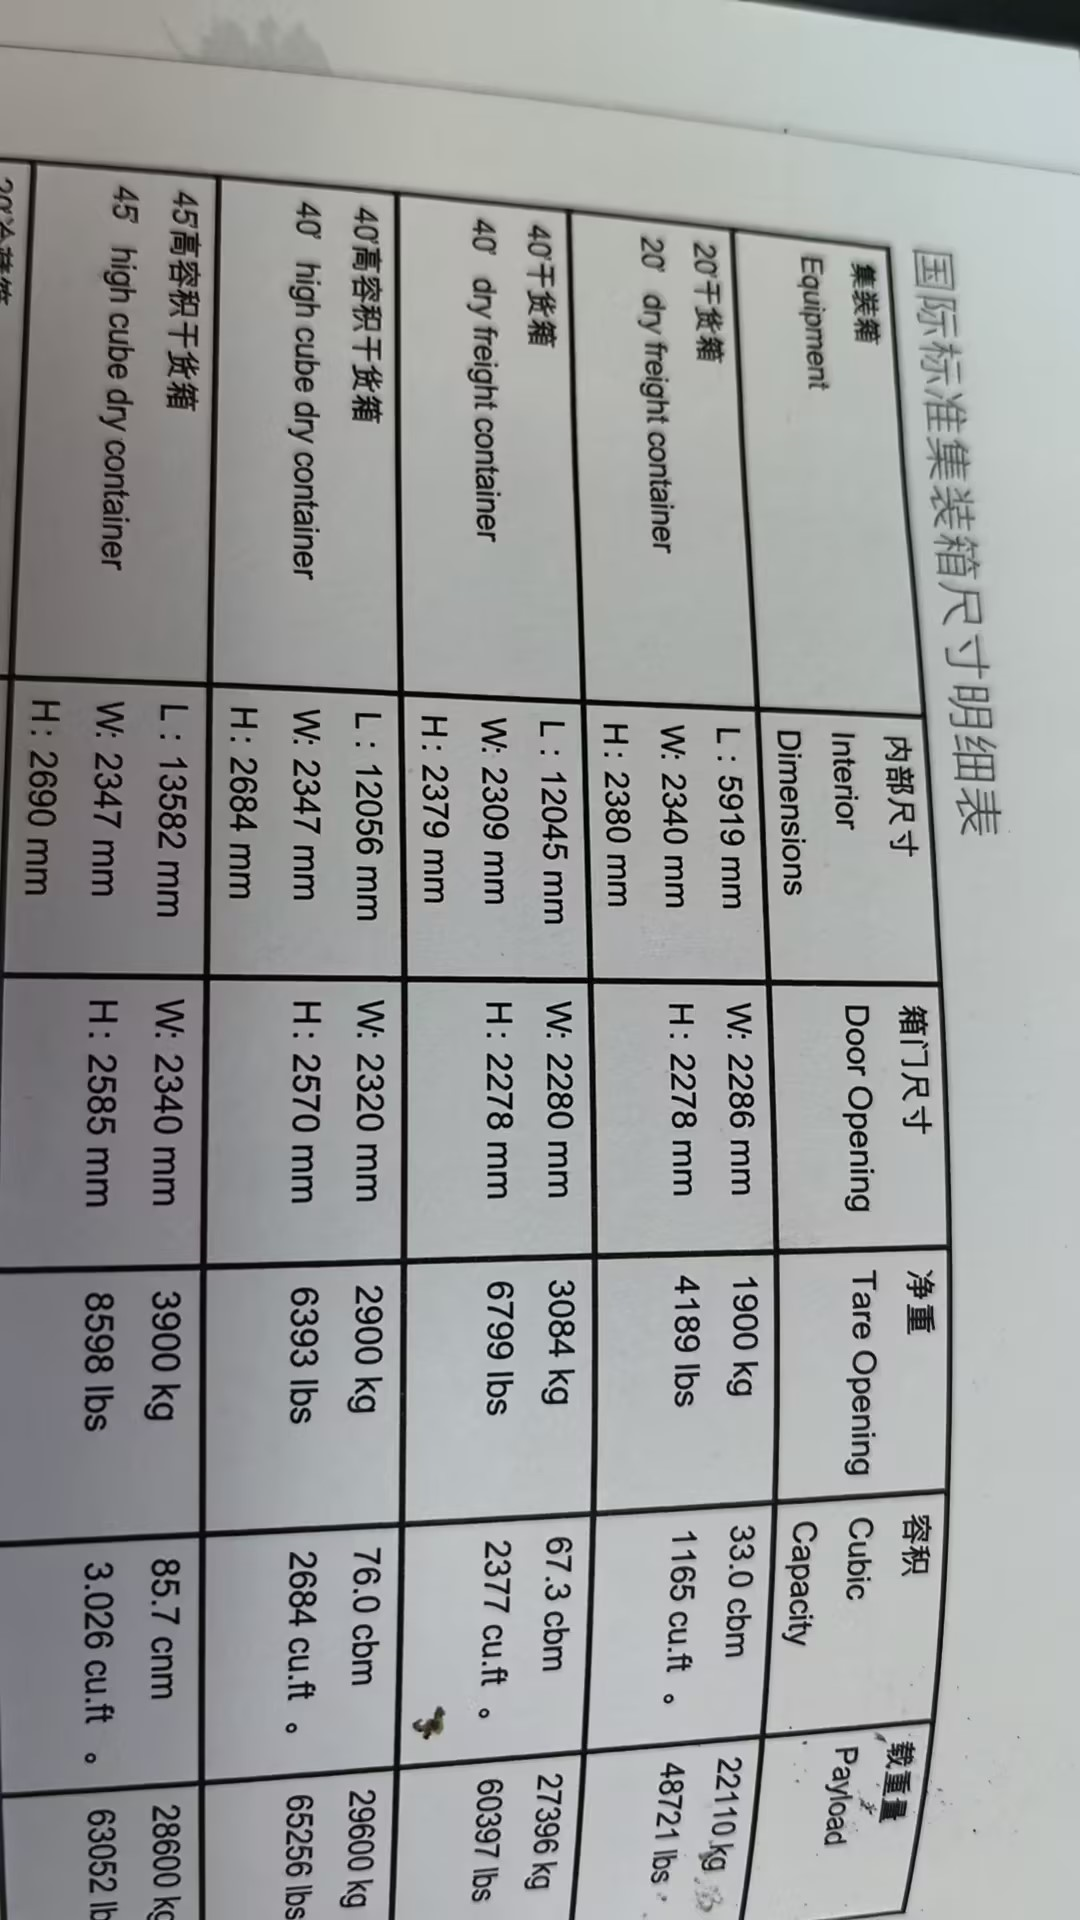 国际标准集装箱尺寸明细表
集装箱
Equipment
内部尺寸
Interior
Dimensions
箱门尺寸
Door Opening
净重
Tare Opening
容积
Cubic
Capacity
载重量
Payload
20'干货箱
20' dry freight container
L: 5919 mm
W: 2340 mm
H: 2380 mm
W: 2286 mm
H: 2278 mm
1900 kg
4189 lbs
33.0 cbm
1165 cu.ft 。
22110 kg
48721 lbs
40'干货箱
40' dry freight container
L: 12045 mm
W: 2309 mm
H: 2379 mm
W: 2280 mm
H: 2278 mm
3084 kg
6799 lbs
67.3 cbm
2377 cu.ft 。
27396 kg
60397 lbs
40'高容积干货箱
40' high cube dry container
L: 12056 mm
W: 2347 mm
H: 2684 mm
W: 2320 mm
H: 2570 mm
2900 kg
6393 lbs
76.0 cbm
2684 cu.ft 。
29600 kg
65256 lbs
45'高容积干货箱
45' high cube dry container
L: 13582 mm
W: 2347 mm
H: 2690 mm
W: 2340 mm
H: 2585 mm
3900 kg
8598 lbs
85.7 cnm
3.026 cu.ft 。
28600 kg
63052 lb